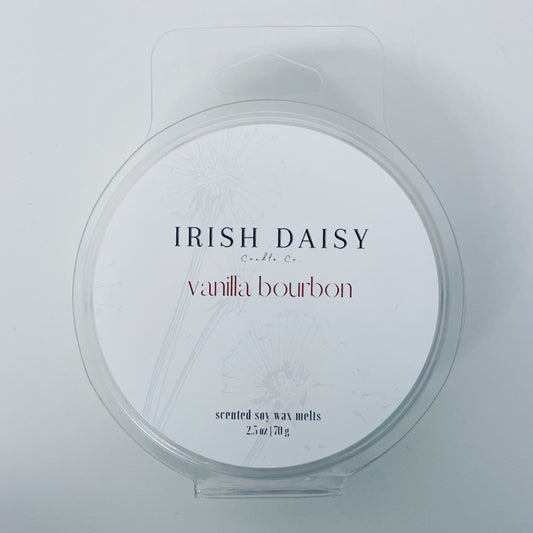 IRISH DAISY
Candle Co.
vanilla bourbon
scented soy wax melts
2.5 oz | 70 g